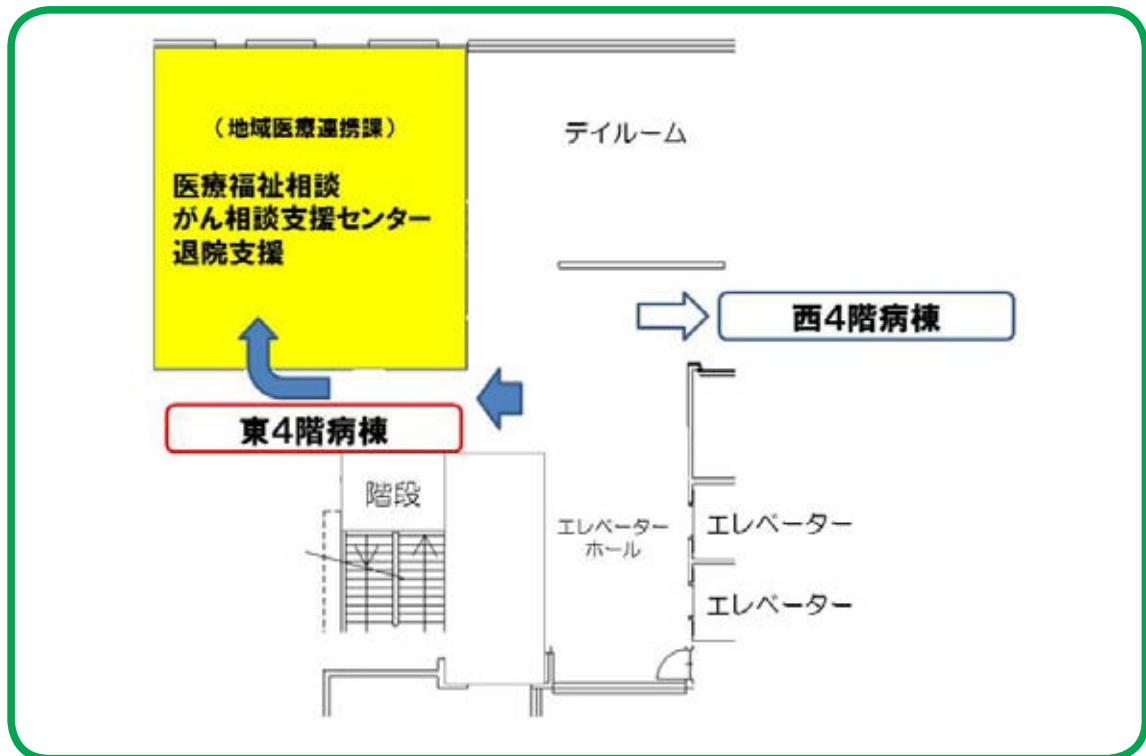 （地域医療連携課）
医療福祉相談
がん相談支援センター
退院支援
デイルーム
西4階病棟
東4階病棟
階段
エレベーター
ホール
エレベーター
エレベーター